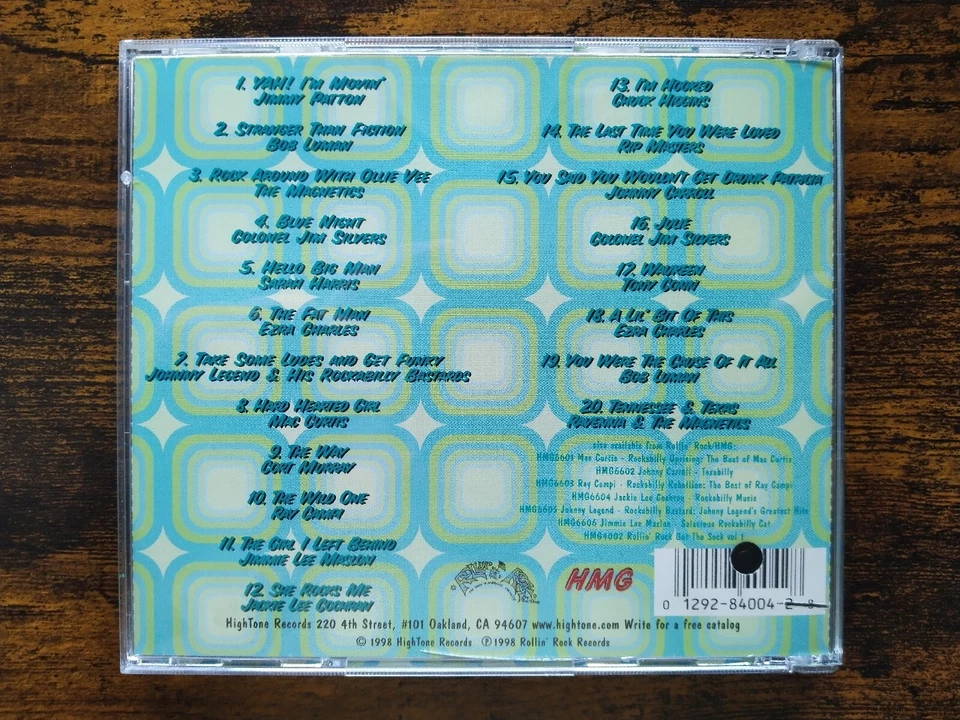 1. YAH! I'M MOVIN'
JIMMY PATTON
2. STRANGER THAN FICTION
BOB LUMAN
3. ROCK AROUND WITH OLLIE VEE
THE MAGNETICS
4. BLUE NIGHT
COLONEL JIM SILVERS
5. HELLO BIG MAN
SARAH HARRIS
6. THE FAT MAN
EZRA CHARLES
7. TAKE SOME LUDES AND GET FUNKY
JOHNNY LEGEND & HIS ROCKABILLY BASTARDS
8. HARD HEARTED GIRL
MAC CURTIS
9. THE WAY
CORT MURRAY
10. THE WILD ONE
RAY CAMPI
11. THE GIRL I LEFT BEHIND
JIMMIE LEE MASLON
12. SHE ROCKS ME
JACKIE LEE COCHRAN
13. I'M HOOKED
CHUCK HIGGINS
14. THE LAST TIME YOU WERE LOVED
RIP MASTERS
15. YOU SAID YOU WOULDN'T GET DRUNK PATRICIA
JOHNNY CARROLL
16. JULIE
COLONEL JIM SILVERS
17. WAUREEN
TONY CONN
18. A LIL' BIT OF THIS
EZRA CHARLES
19. YOU WERE THE CAUSE OF IT ALL
BOB LUMAN
20. TENNESSEE & TEXAS
RAVENNA & THE MAGNETICS
also available from Rollin' Rock/HMG:
HMG6601 Mac Curtis - Rockabilly Uprising: The Best of Mac Curtis
HMG6602 Johnny Carroll - Texabilly
HMG6603 Ray Campi - Rockabilly Rebellion: The Best of Ray Campi
HMG6604 Jackie Lee Cochran - Rockabilly Music
HMG6605 Johnny Legend - Rockabilly Bastard: Johnny Legend's Greatest Hits
HMG6606 Jimmie Lee Maslon - Salacious Rockabilly Cat
HMG4002 Rollin' Rock Got The Sock vol 1
HMG
0 1292-84004-2 8
HighTone Records 220 4th Street, #101 Oakland, CA 94607 www.hightone.com Write for a free catalog
© 1998 HighTone Records ℗ 1998 Rollin' Rock Records